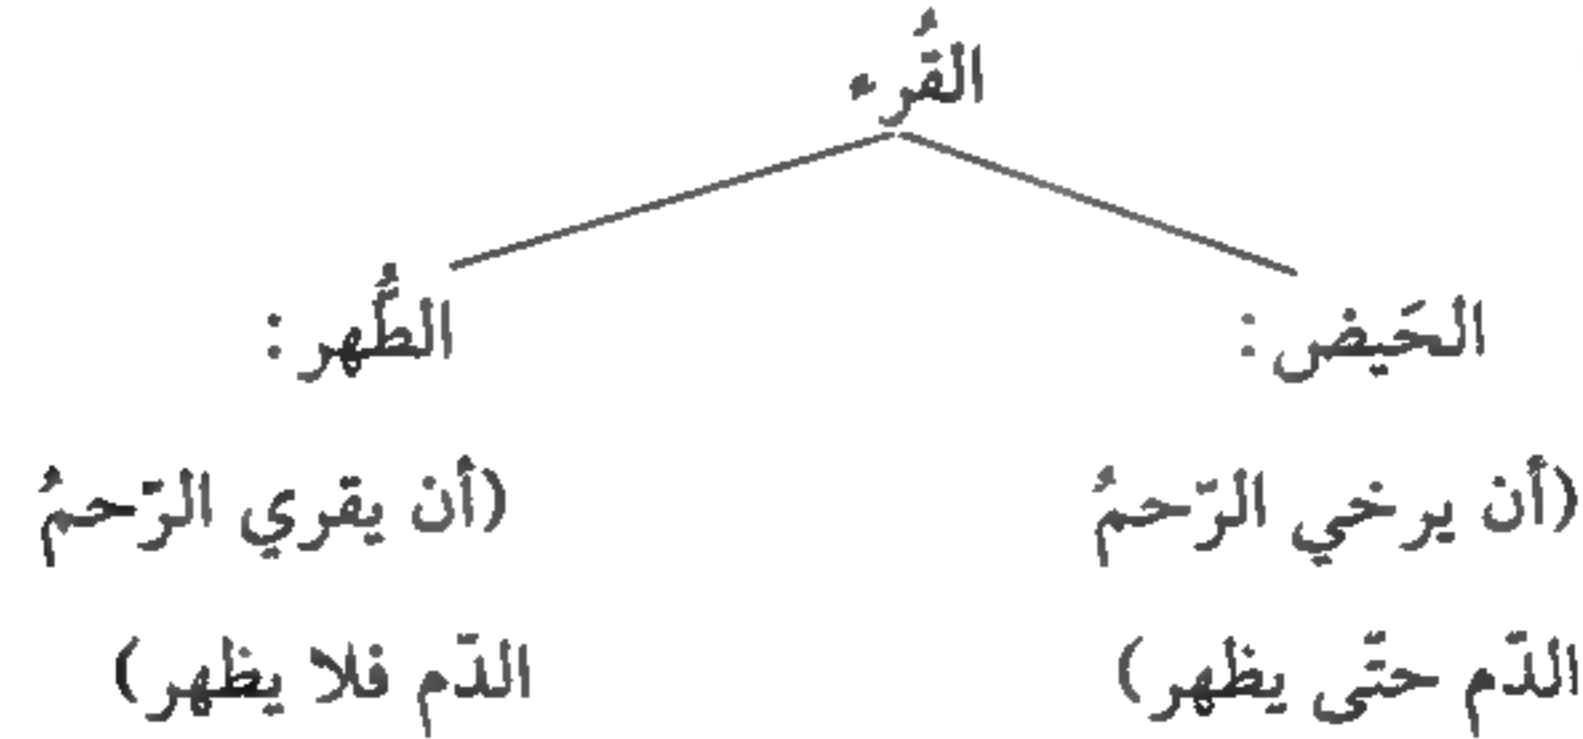 القُرء
الحَيض:
الطُّهر:
(أن يرخي الرّحمُ
الدّم حتّى يظهر)
(أن يقري الرّحمُ
الدّم فلا يظهر)